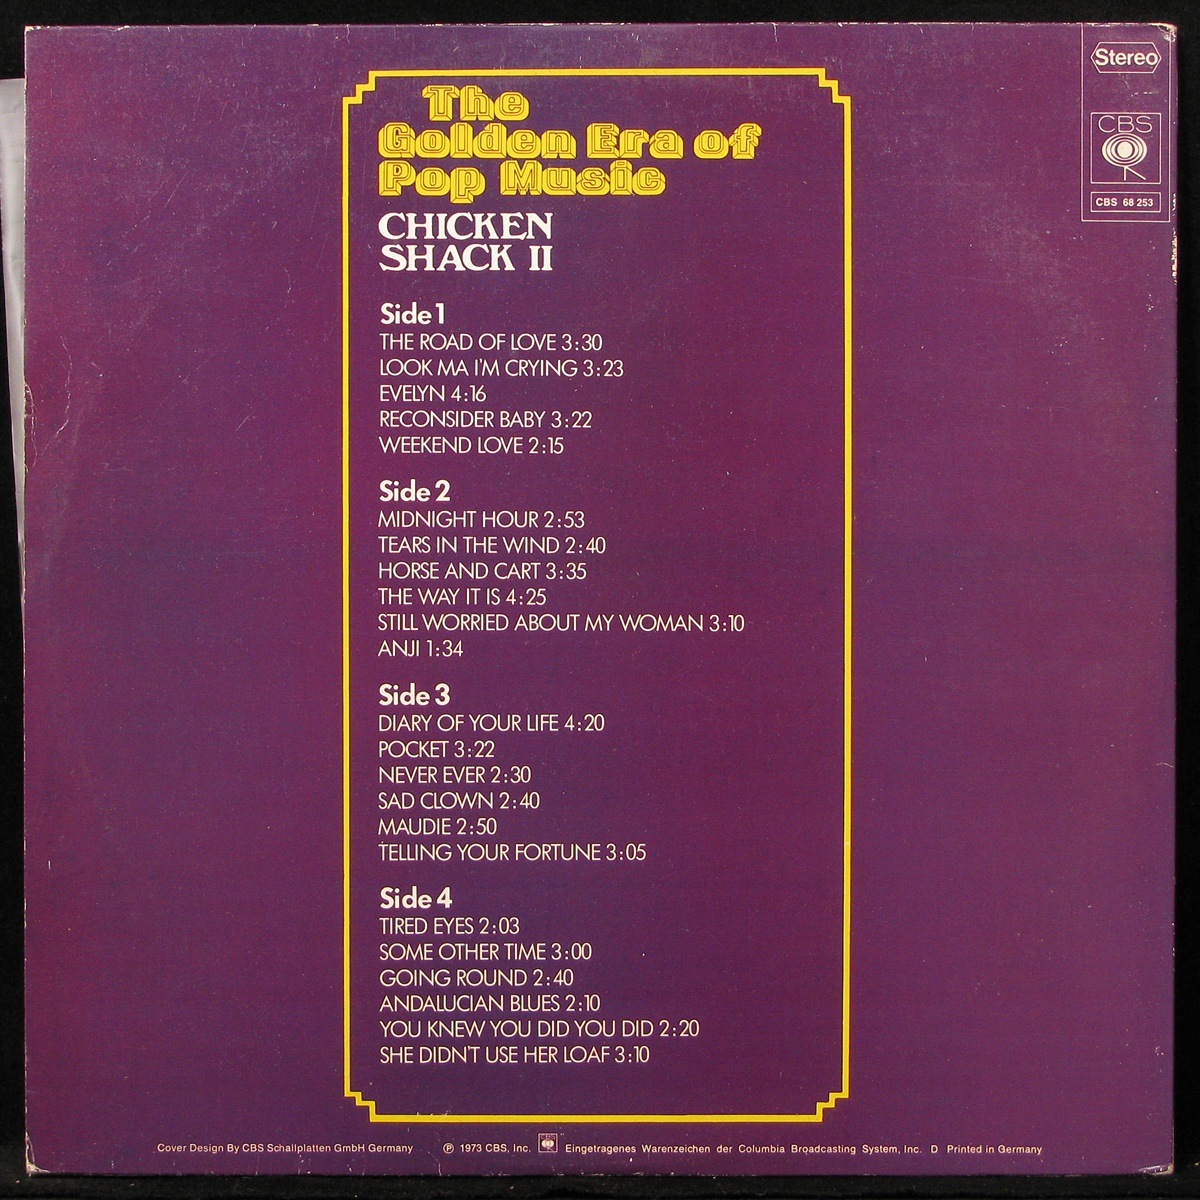 Stereo
CBS
CBS 68 253
The
Golden Era of
Pop Music
CHICKEN
SHACK II
Side 1
THE ROAD OF LOVE 3:30
LOOK MA I'M CRYING 3:23
EVELYN 4:16
RECONSIDER BABY 3:22
WEEKEND LOVE 2:15
Side 2
MIDNIGHT HOUR 2:53
TEARS IN THE WIND 2:40
HORSE AND CART 3:35
THE WAY IT IS 4:25
STILL WORRIED ABOUT MY WOMAN 3:10
ANJI 1:34
Side 3
DIARY OF YOUR LIFE 4:20
POCKET 3:22
NEVER EVER 2:30
SAD CLOWN 2:40
MAUDIE 2:50
TELLING YOUR FORTUNE 3:05
Side 4
TIRED EYES 2:03
SOME OTHER TIME 3:00
GOING ROUND 2:40
ANDALUCIAN BLUES 2:10
YOU KNEW YOU DID YOU DID 2:20
SHE DIDN'T USE HER LOAF 3:10
Cover Design By CBS Schallplatten GmbH Germany ℗ 1973 CBS, Inc. CBS Eingetragenes Warenzeichen der Columbia Broadcasting System, Inc. D Printed in Germany